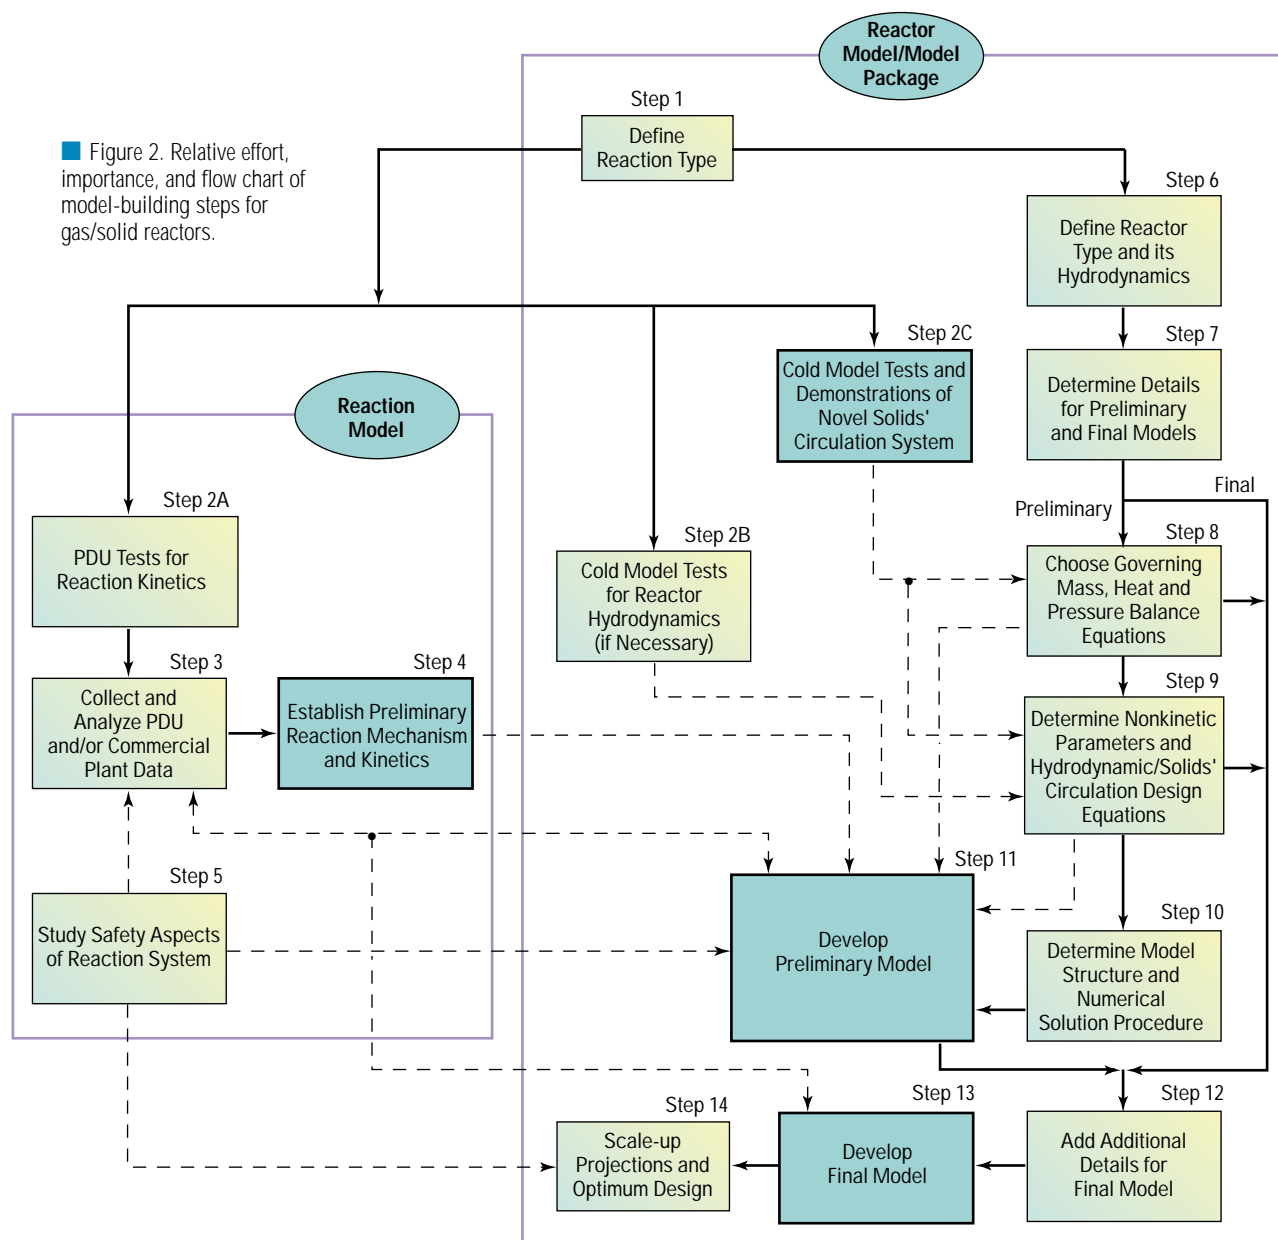 Reactor
Model/Model
Package
Step 1
Define
Reaction Type
Figure 2. Relative effort,
importance, and flow chart of
model-building steps for
gas/solid reactors.
Step 6
Define Reactor
Type and its
Hydrodynamics
Step 7
Determine Details
for Preliminary
and Final Models
Step 2C
Cold Model Tests and
Demonstrations of
Novel Solids'
Circulation System
Reaction
Model
Step 2A
PDU Tests for
Reaction Kinetics
Step 2B
Cold Model Tests
for Reactor
Hydrodynamics
(if Necessary)
Preliminary
Final
Step 8
Choose Governing
Mass, Heat and
Pressure Balance
Equations
Step 3
Collect and
Analyze PDU
and/or Commercial
Plant Data
Step 4
Establish Preliminary
Reaction Mechanism
and Kinetics
Step 9
Determine Nonkinetic
Parameters and
Hydrodynamic/Solids'
Circulation Design
Equations
Step 5
Study Safety Aspects
of Reaction System
Step 11
Develop
Preliminary Model
Step 10
Determine Model
Structure and
Numerical
Solution Procedure
Step 14
Scale-up
Projections and
Optimum Design
Step 13
Develop
Final Model
Step 12
Add Additional
Details for
Final Model